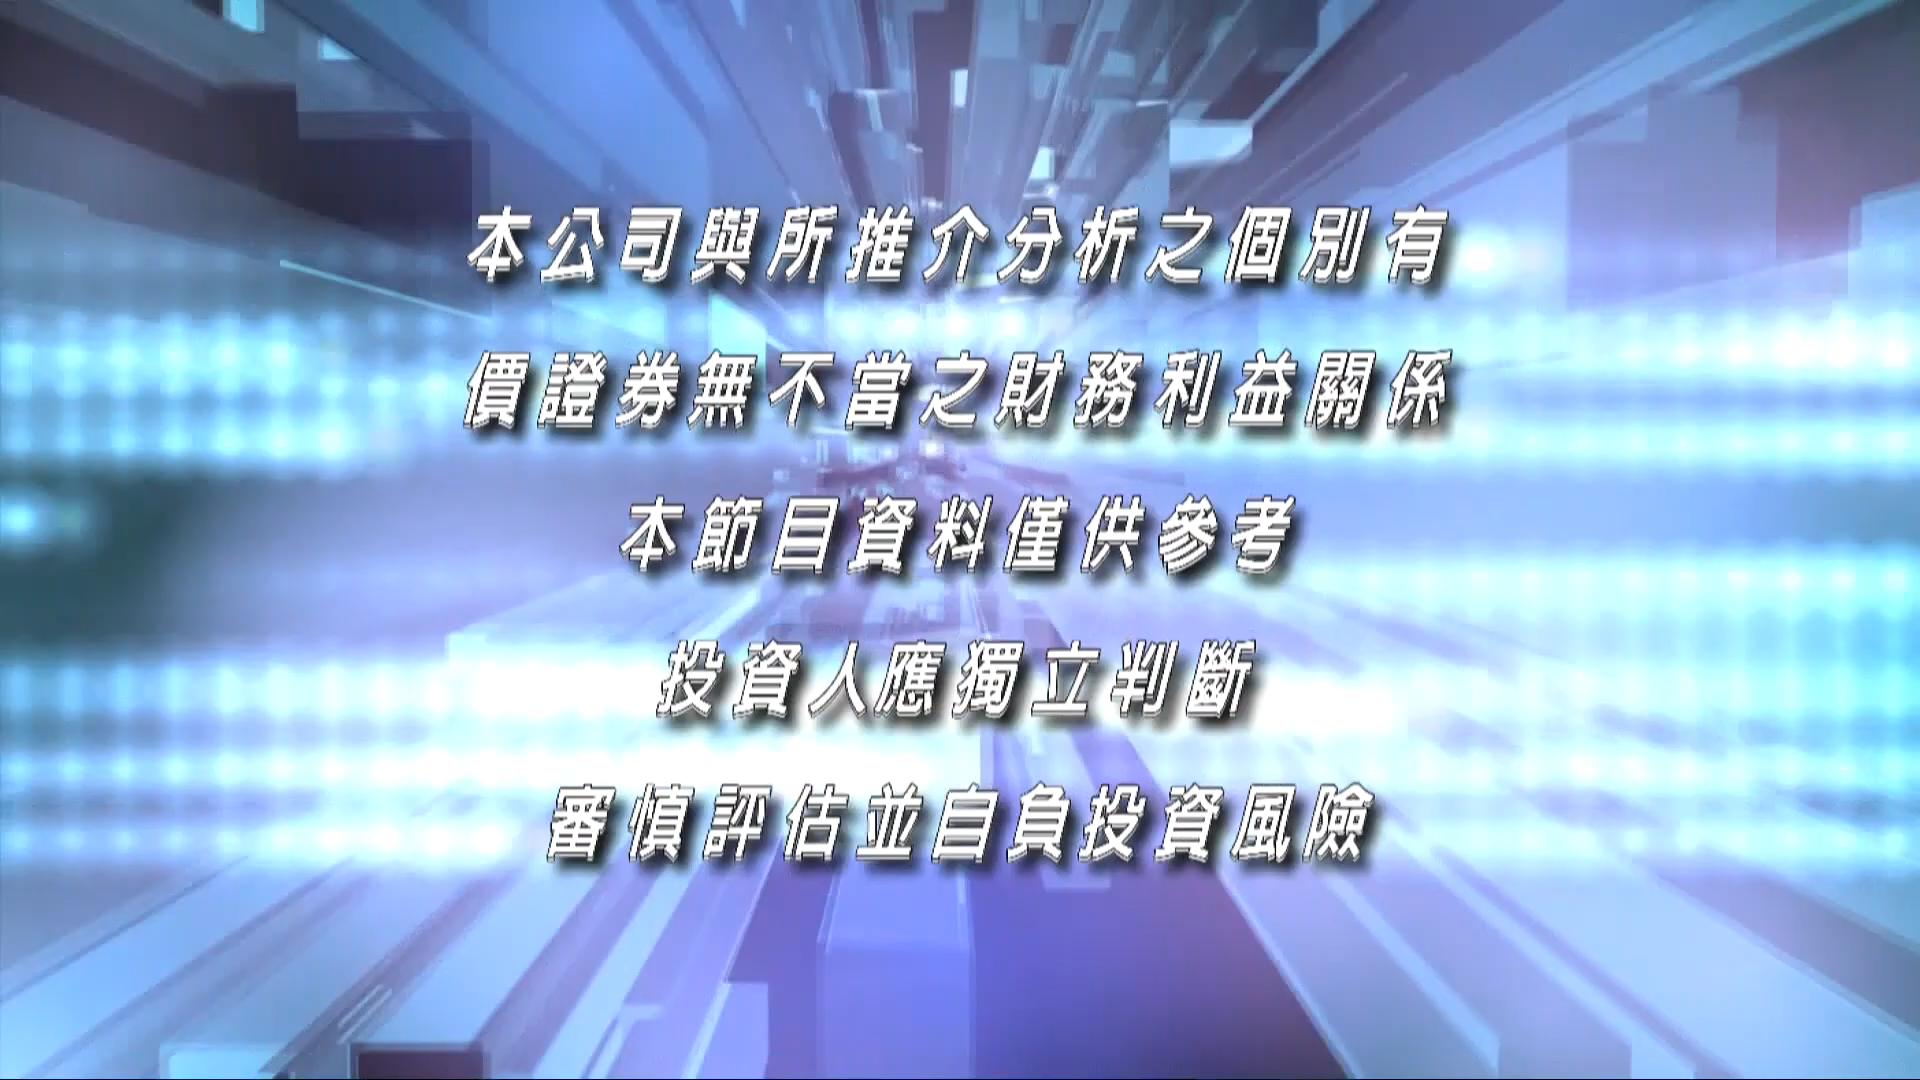 本公司與所推介分析之個別有
價證券無不當之財務利益關係
本節目資料僅供參考
投資人應獨立判斷
審慎評估並自負投資風險